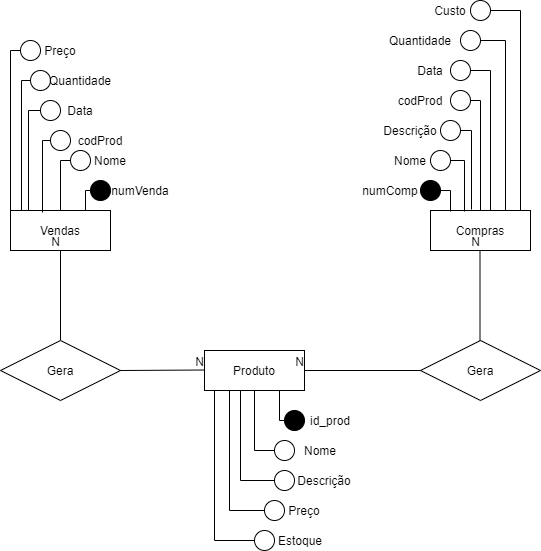 Custo
Quantidade
Preço
Data
Quantidade
codProd
Data
Descrição
codProd
Nome
Nome
numVenda
numComp
Vendas
N
Compras
N
N
N
Gera
Produto
Gera
id_prod
Nome
Descrição
Preço
Estoque